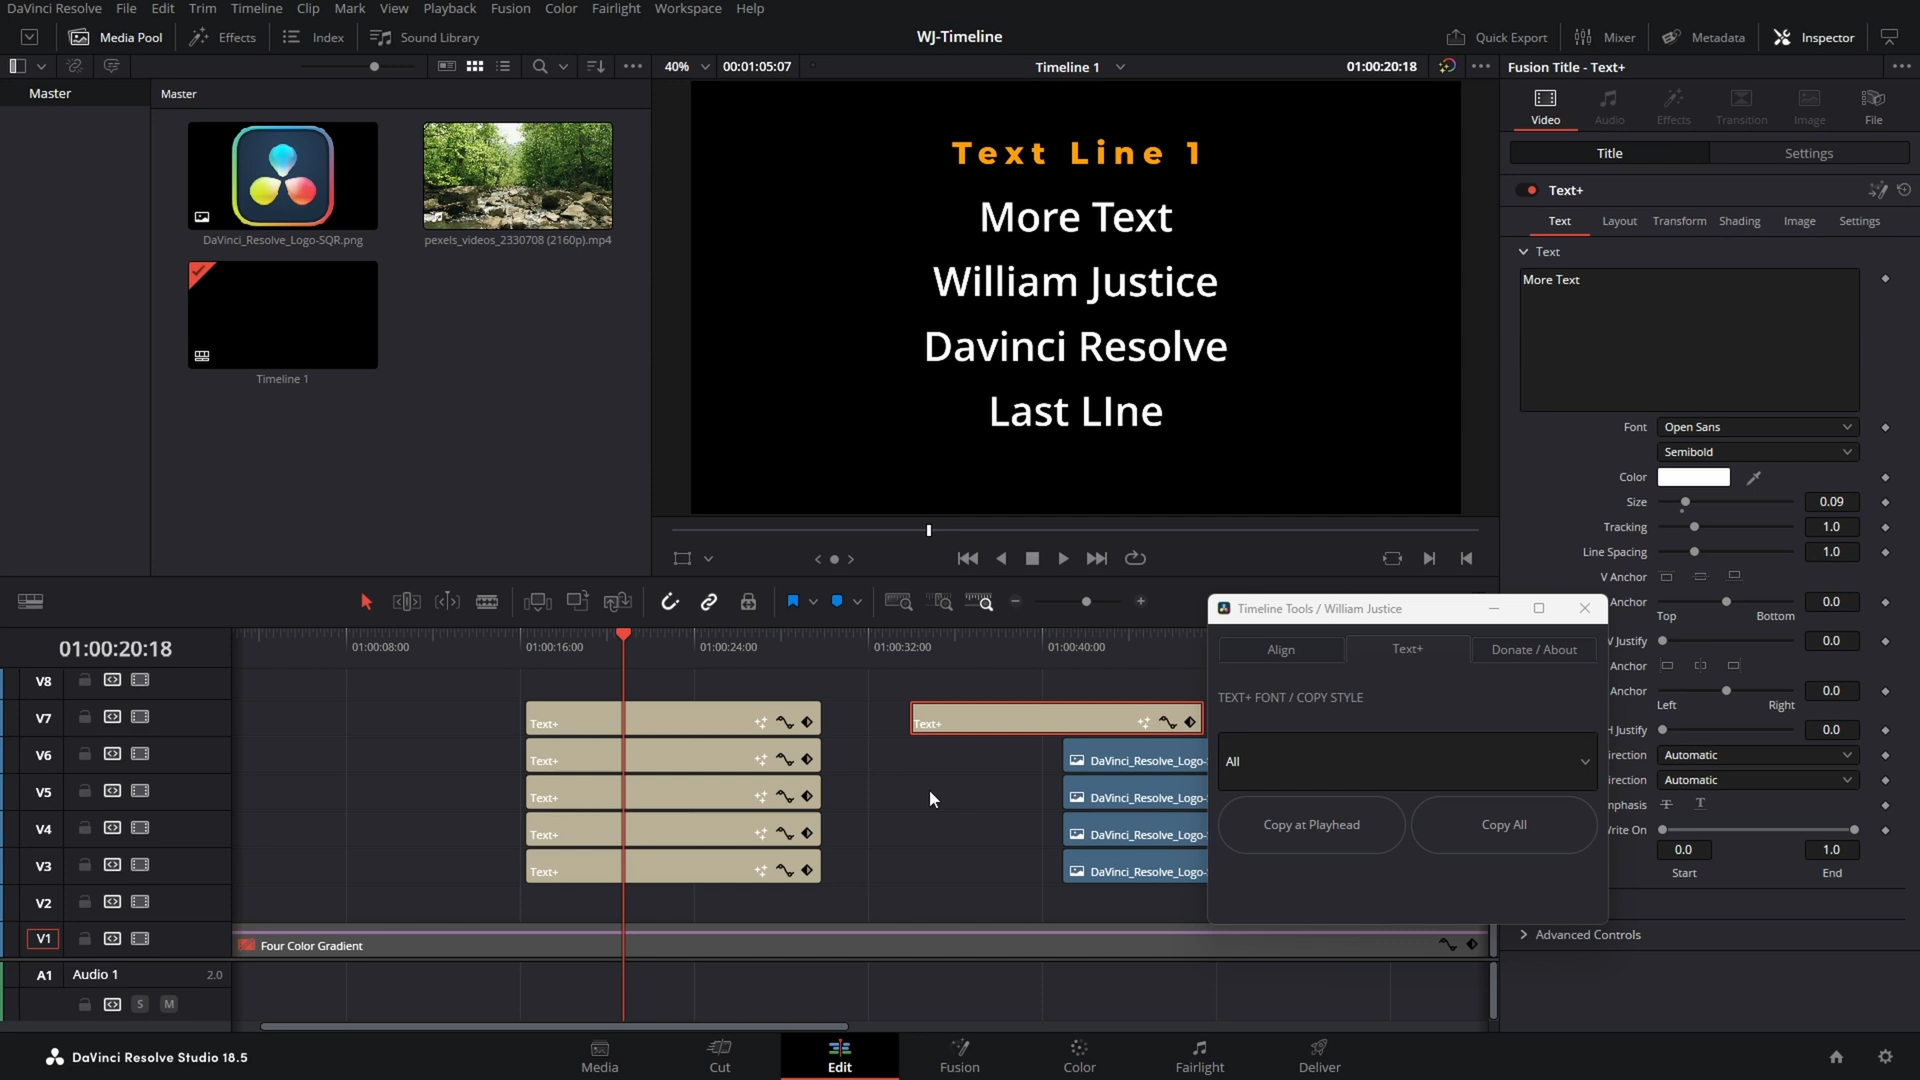 DaVinci Resolve File Edit Trim Timeline Clip Mark View Playback Fusion Color Fairlight Workspace Help
Media Pool Effects Index Sound Library WJ-Timeline Quick Export Mixer Metadata Inspector
40% 00:01:05:07 Timeline 1 01:00:20:18 Fusion Title - Text+
Master Master
Video Audio Effects Transition Image File
Title Settings
Text+
Text Layout Transform Shading Image Settings
Text
More Text
DaVinci_Resolve_Logo-SQR.png pexels_videos_2330708 (2160p).mp4
Timeline 1
Text Line 1
More Text
William Justice
Davinci Resolve
Last LIne
Font Open Sans
Semibold
Color
Size 0.09
Tracking 1.0
Line Spacing 1.0
V Anchor
Anchor 0.0
Top Bottom
V Justify 0.0
Anchor
Anchor 0.0
Left Right
H Justify 0.0
rection Automatic
rection Automatic
mphasis
Write On
0.0 1.0
Start End
Advanced Controls
Timeline Tools / William Justice
Align Text+ Donate / About
TEXT+ FONT / COPY STYLE
All
Copy at Playhead Copy All
01:00:20:18 01:00:08:00 01:00:16:00 01:00:24:00 01:00:32:00 01:00:40:00
V8
V7 Text+ Text+
V6 Text+ DaVinci_Resolve_Logo-
V5 Text+ DaVinci_Resolve_Logo-
V4 Text+ DaVinci_Resolve_Logo-
V3 Text+ DaVinci_Resolve_Logo-
V2
V1 Four Color Gradient
A1 Audio 1 2.0
S M
DaVinci Resolve Studio 18.5 Media Cut Edit Fusion Color Fairlight Deliver